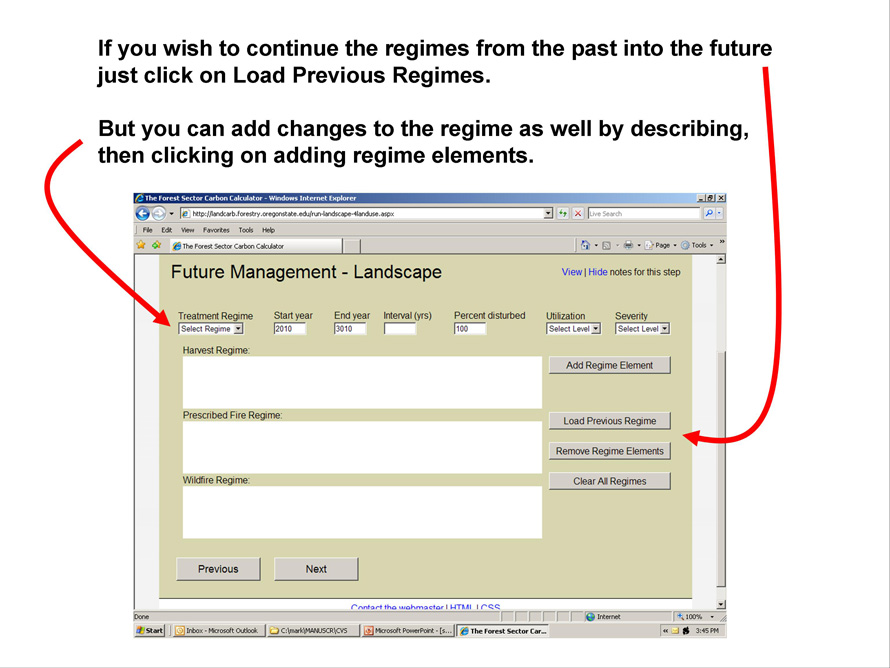 If you wish to continue the regimes from the past into the future
just click on Load Previous Regimes.
But you can add changes to the regime as well by describing,
then clicking on adding regime elements.
The Forest Sector Carbon Calculator - Windows Internet Explorer
http://landcarb.forestry.oregonstate.edu/run-landscape-4landuse.aspx
Live Search
File Edit View Favorites Tools Help
The Forest Sector Carbon Calculator
Page Tools
Future Management - Landscape
View | Hide notes for this step
Treatment Regime Start year End year Interval (yrs) Percent disturbed Utilization Severity
Select Regime 2010 3010 100 Select Level Select Level
Harvest Regime:
Add Regime Element
Prescribed Fire Regime:
Load Previous Regime
Remove Regime Elements
Wildfire Regime:
Clear All Regimes
Previous Next
Contact the webmaster | HTML | CSS
Done Internet 100%
Start Inbox - Microsoft Outlook C:\mark\MANUSCR\CVS Microsoft PowerPoint - [s... The Forest Sector Car... 3:45 PM